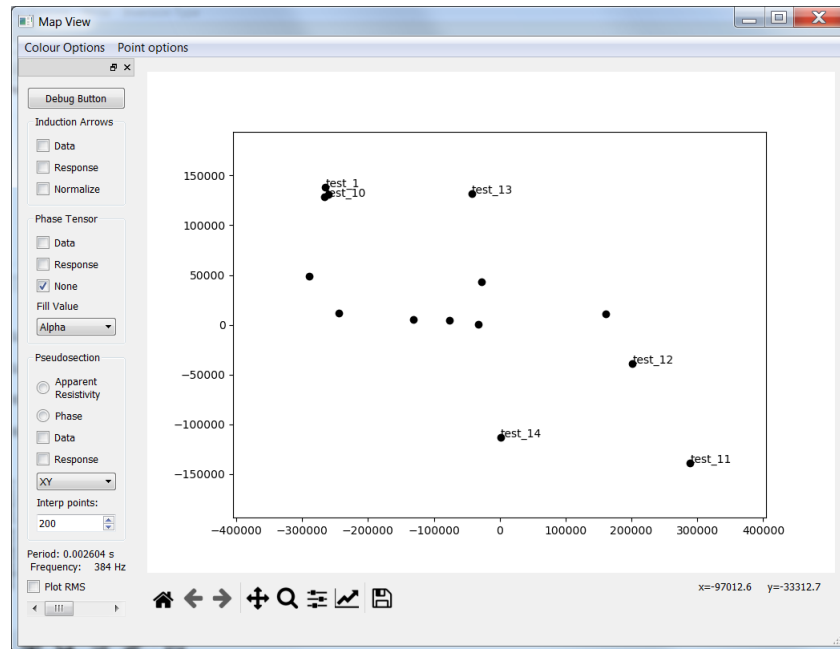 Map View
Colour Options Point options
Debug Button
Induction Arrows
Data
Response
Normalize
Phase Tensor
Data
Response
None
Fill Value
Alpha
Pseudosection
Apparent
Resistivity
Phase
Data
Response
XY
Interp points:
200
Period: 0.002604 s
Frequency: 384 Hz
Plot RMS
150000
100000
50000
0
−50000
−100000
−150000
−400000 −300000 −200000 −100000 0 100000 200000 300000 400000
test_1
test_10
test_13
test_12
test_14
test_11
x=-97012.6 y=-33312.7